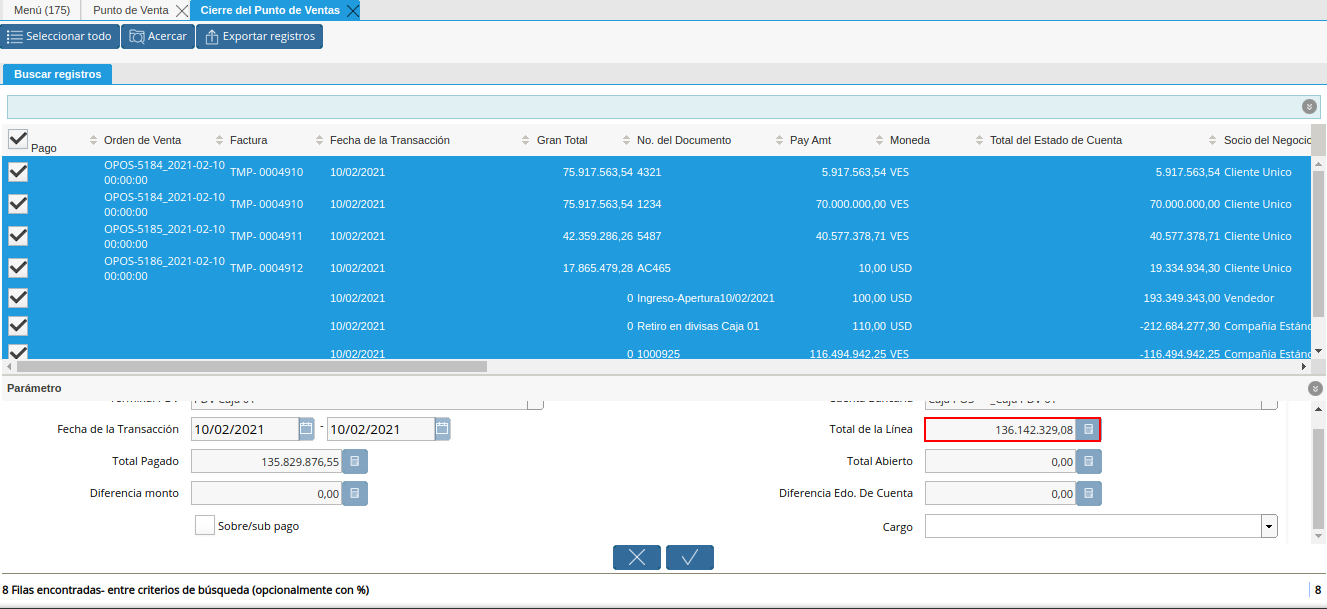 Menú (175) Punto de Venta Cierre del Punto de Ventas
Seleccionar todo Acercar Exportar registros
Buscar registros
Pago Orden de Venta Factura Fecha de la Transacción Gran Total No. del Documento Pay Amt Moneda Total del Estado de Cuenta Socio del Negocio
OPOS-5184_2021-02-10 00:00:00 TMP- 0004910 10/02/2021 75.917.563,54 4321 5.917.563,54 VES 5.917.563,54 Cliente Unico
OPOS-5184_2021-02-10 00:00:00 TMP- 0004910 10/02/2021 75.917.563,54 1234 70.000.000,00 VES 70.000.000,00 Cliente Unico
OPOS-5185_2021-02-10 00:00:00 TMP- 0004911 10/02/2021 42.359.286,26 5487 40.577.378,71 VES 40.577.378,71 Cliente Unico
OPOS-5186_2021-02-10 00:00:00 TMP- 0004912 10/02/2021 17.865.479,28 AC465 10,00 USD 19.334.934,30 Cliente Unico
10/02/2021 0 Ingreso-Apertura10/02/2021 100,00 USD 193.349.343,00 Vendedor
10/02/2021 0 Retiro en divisas Caja 01 110,00 USD -212.684.277,30 Compañía Estánd
10/02/2021 0 1000925 116.494.942,25 VES -116.494.942,25 Compañía Estánd
Parámetro
Fecha de la Transacción 10/02/2021 - 10/02/2021 Total de la Línea 136.142.329,08
Total Pagado 135.829.876,55 Total Abierto 0,00
Diferencia monto 0,00 Diferencia Edo. De Cuenta 0,00
Sobre/sub pago Cargo
8 Filas encontradas- entre criterios de búsqueda (opcionalmente con %) 8